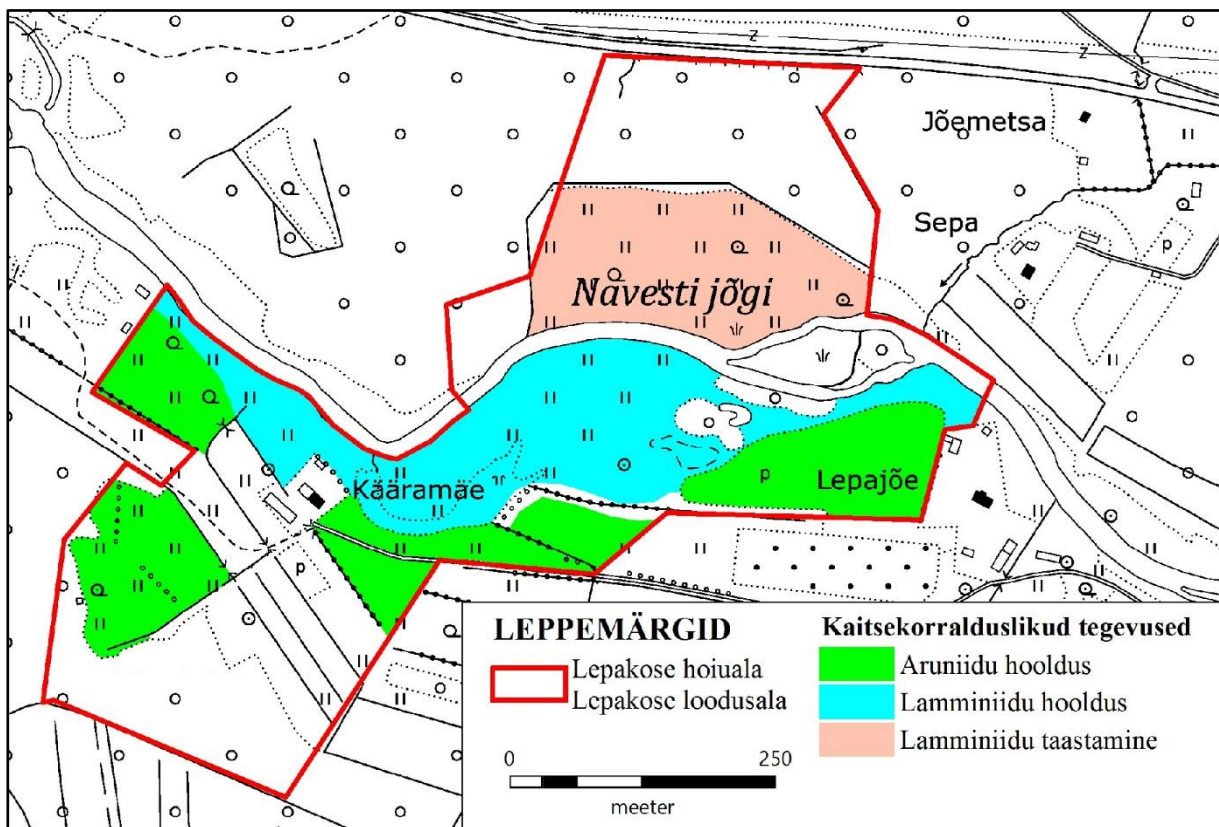 z
z
Jõemetsa
Sepa
p
Navesti jõgi
Kääramäe
p
Lepajõe
p
LEPPEMÄRGID
Lepakose hoiuala
Lepakose loodusala
0
250
meeter
Kaitsekorralduslikud tegevused
Aruniidu hooldus
Lamminiidu hooldus
Lamminiidu taastamine